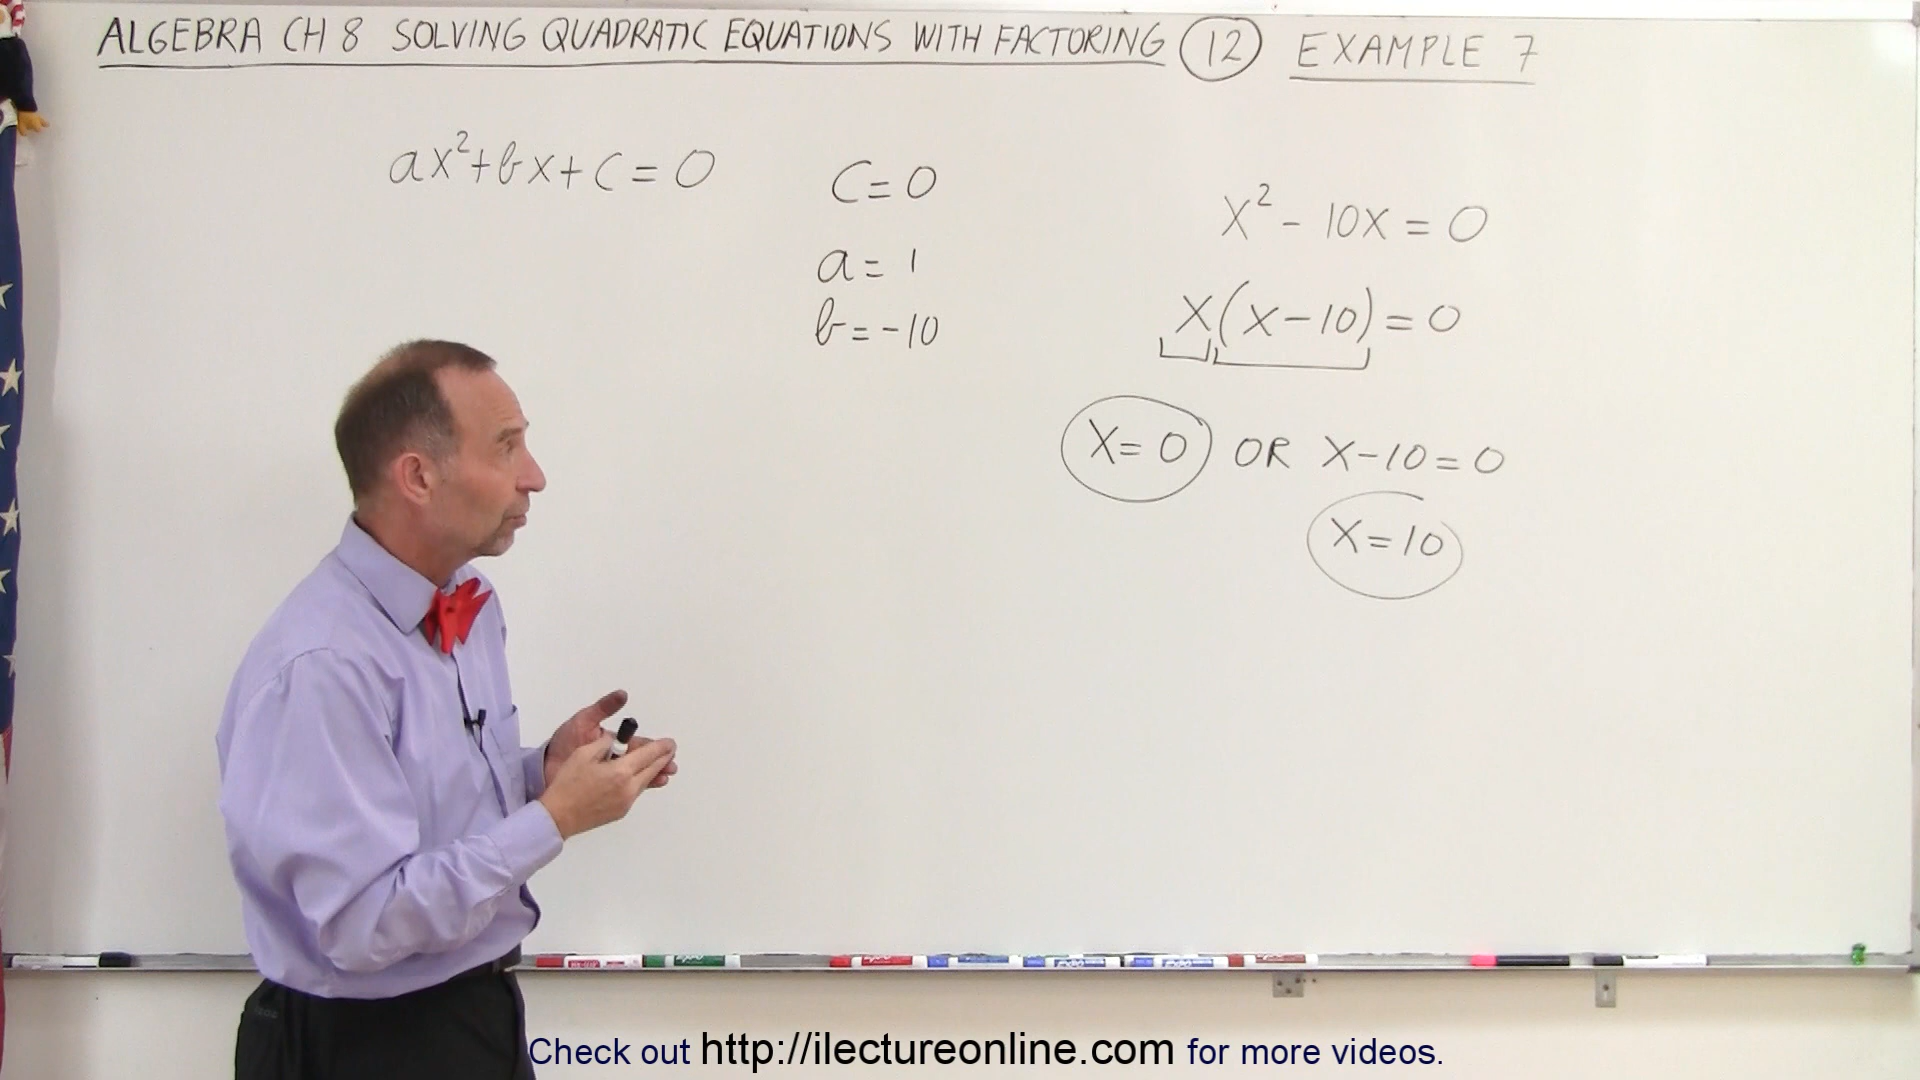 ALGEBRA CH 8 SOLVING QUADRATIC EQUATIONS WITH FACTORING 12 EXAMPLE 7
ax²+bx+c=0
C=0
a=1
b=-10
x²-10x=0
x(x-10)=0
x=0 OR x-10=0
x=10
Check out http://ilectureonline.com for more videos.